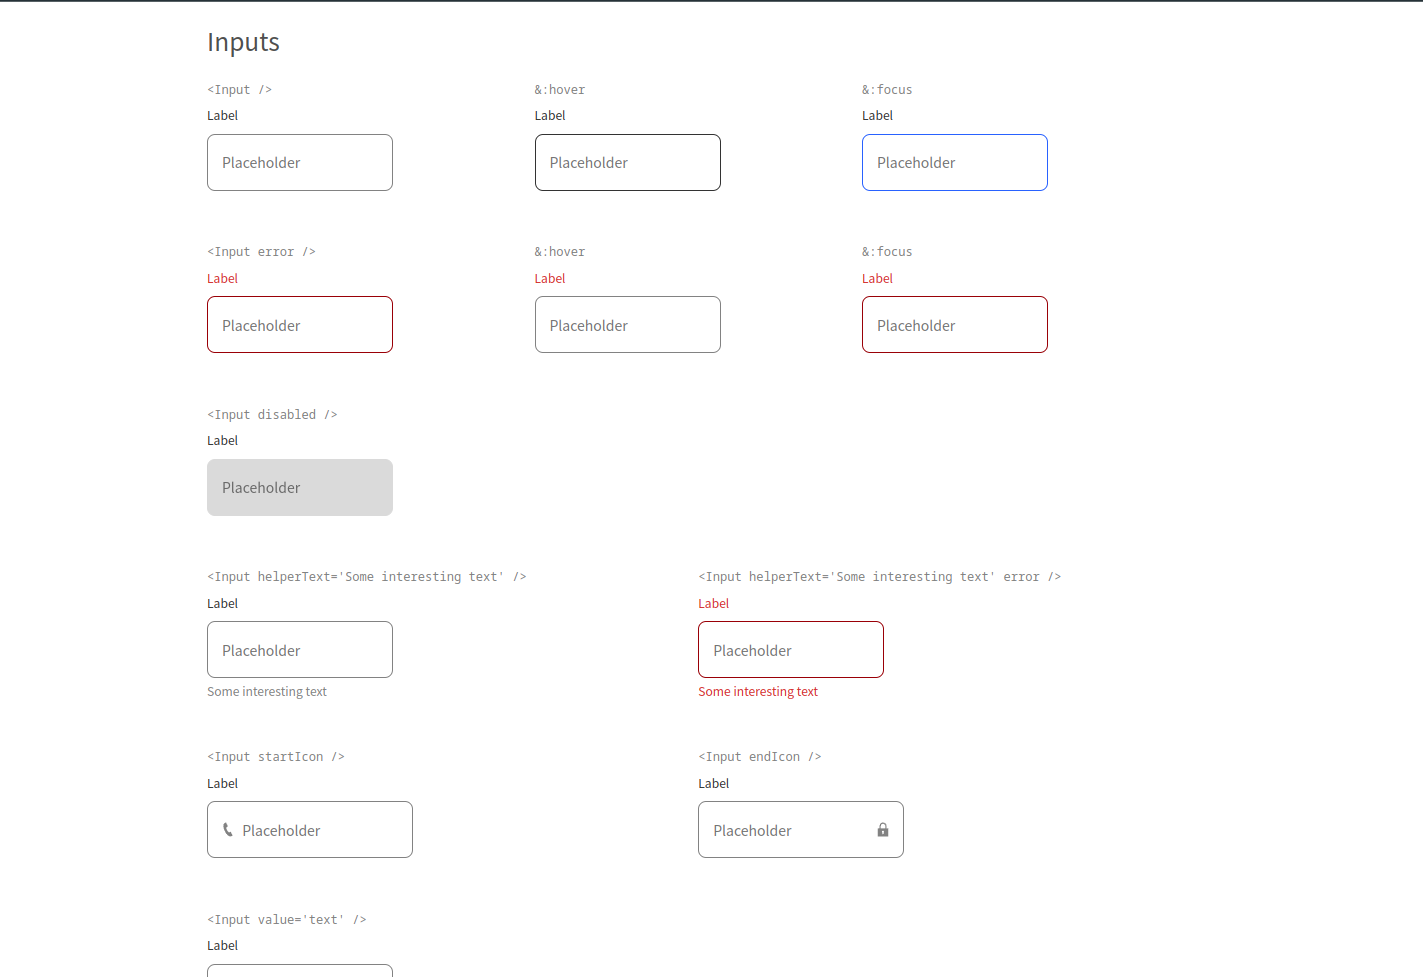 Inputs
<Input /> &:hover &:focus
Label Label Label
Placeholder Placeholder Placeholder
<Input error /> &:hover &:focus
Label Label Label
Placeholder Placeholder Placeholder
<Input disabled />
Label
Placeholder
<Input helperText='Some interesting text' /> <Input helperText='Some interesting text' error />
Label Label
Placeholder Placeholder
Some interesting text Some interesting text
<Input startIcon /> <Input endIcon />
Label Label
Placeholder Placeholder
<Input value='text' />
Label